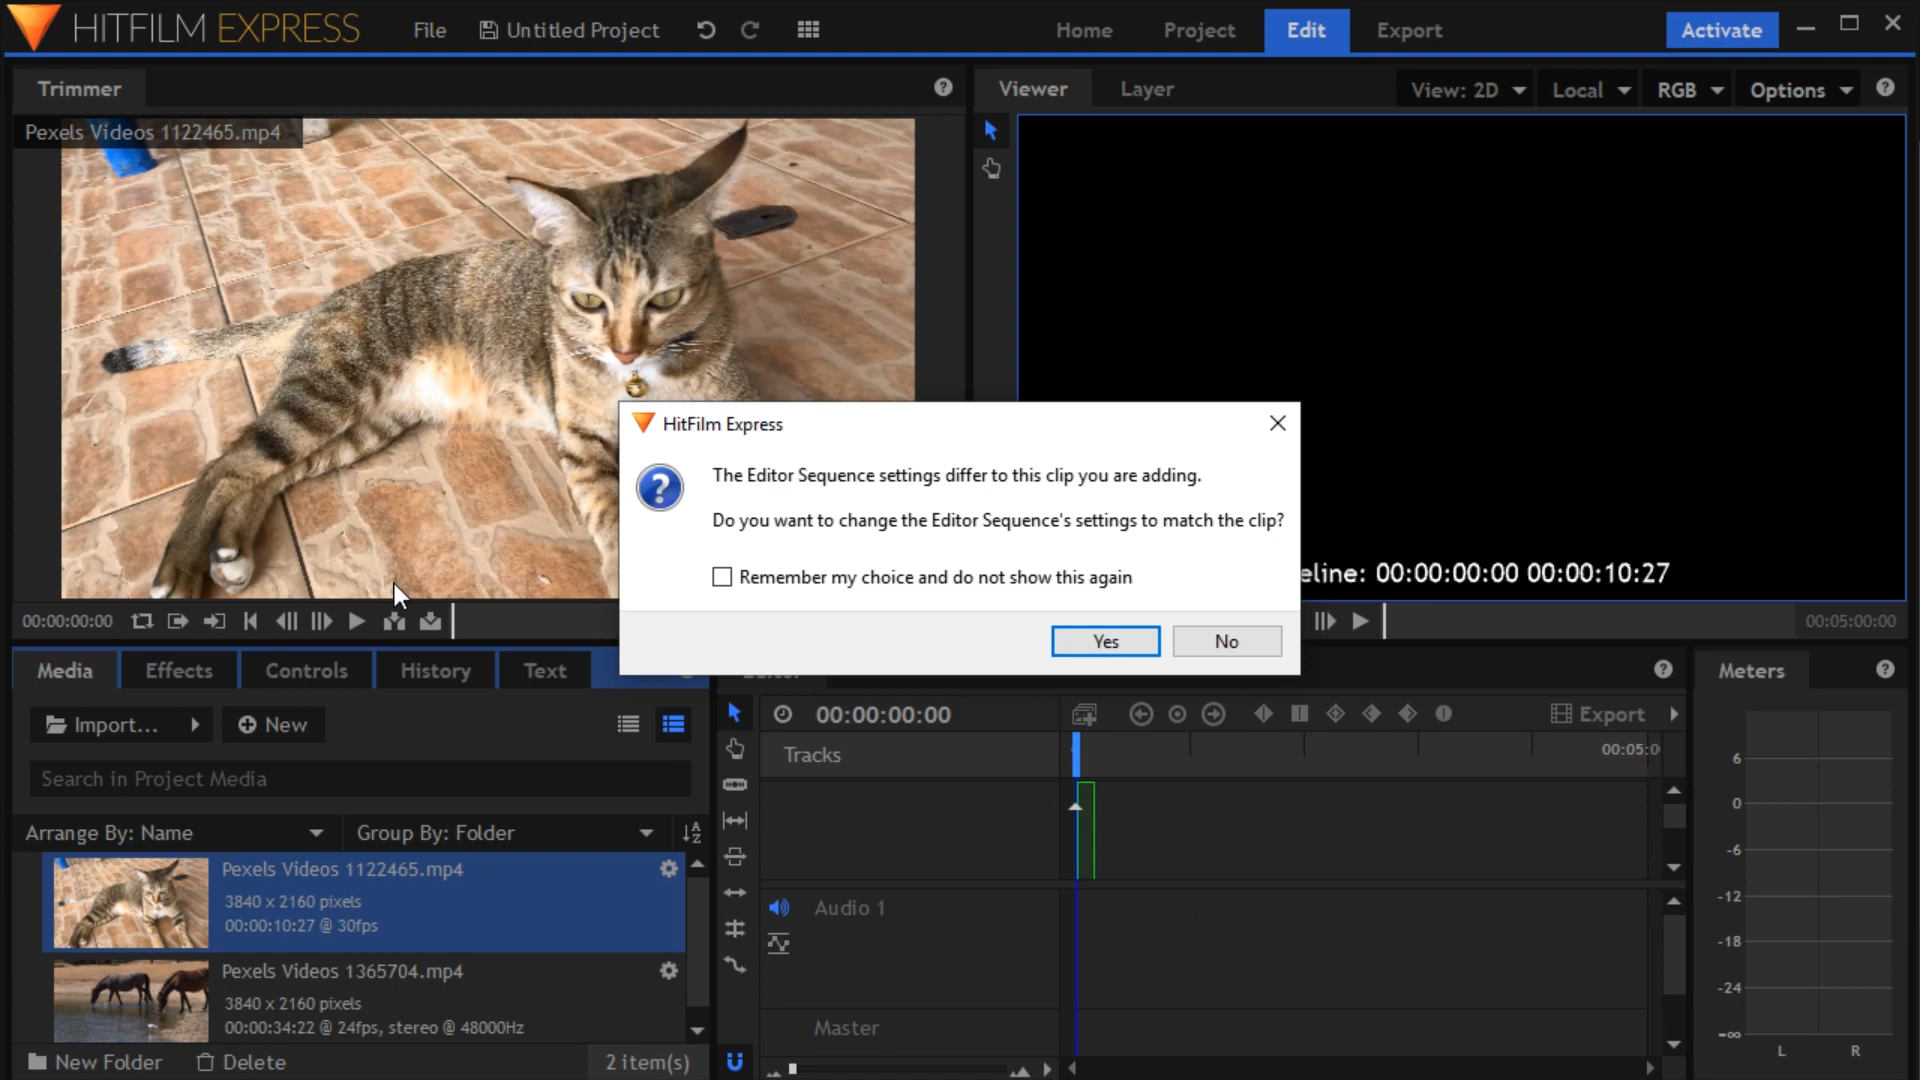 HITFILM EXPRESS
File
Untitled Project
Home
Project
Edit
Export
Activate
Trimmer
Viewer
Layer
View: 2D
Local
RGB
Options
Pexels Videos 1122465.mp4
HitFilm Express
The Editor Sequence settings differ to this clip you are adding.
Do you want to change the Editor Sequence's settings to match the clip?
Remember my choice and do not show this again
Yes
No
eline: 00:00:00:00 00:00:10:27
00:00:00:00
00:05:00:00
Media
Effects
Controls
History
Text
Import...
New
Search in Project Media
Arrange By: Name
Group By: Folder
Pexels Videos 1122465.mp4
3840 x 2160 pixels
00:00:10:27 @ 30fps
Pexels Videos 1365704.mp4
3840 x 2160 pixels
00:00:34:22 @ 24fps, stereo @ 48000Hz
New Folder
Delete
2 item(s)
00:00:00:00
Export
Tracks
00:05:0
Audio 1
Master
Meters
6
0
-6
-12
-18
-24
-∞
L
R